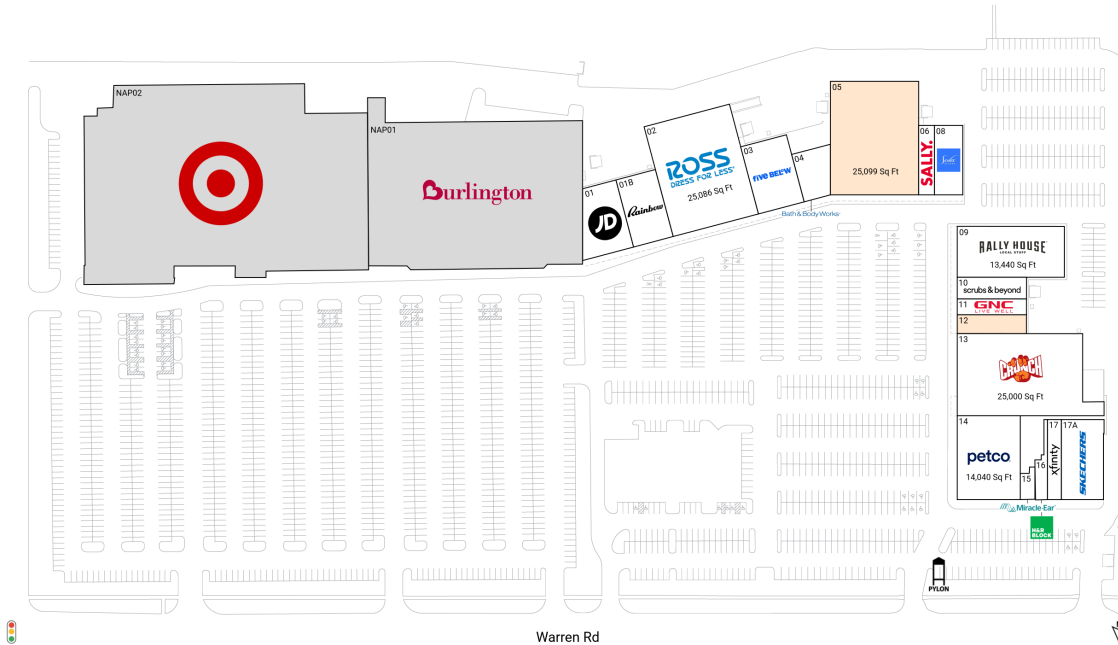 NAP02
NAP01
Burlington
01
JD
01B
Rainbow
02
ROSS
DRESS FOR LESS
25,086 Sq Ft
03
five BEL°W
04
Bath & Body Works
05
25,099 Sq Ft
06
SALLY.
08
09
RALLY HOUSE
LOCAL STUFF
13,440 Sq Ft
10
scrubs & beyond
11
GNC
LIVE WELL
12
13
CRUNCH
25,000 Sq Ft
14
petco
14,040 Sq Ft
15
16
17
xfinity
17A
SKECHERS
Miracle-Ear
H&R
BLOCK
PYLON
Warren Rd